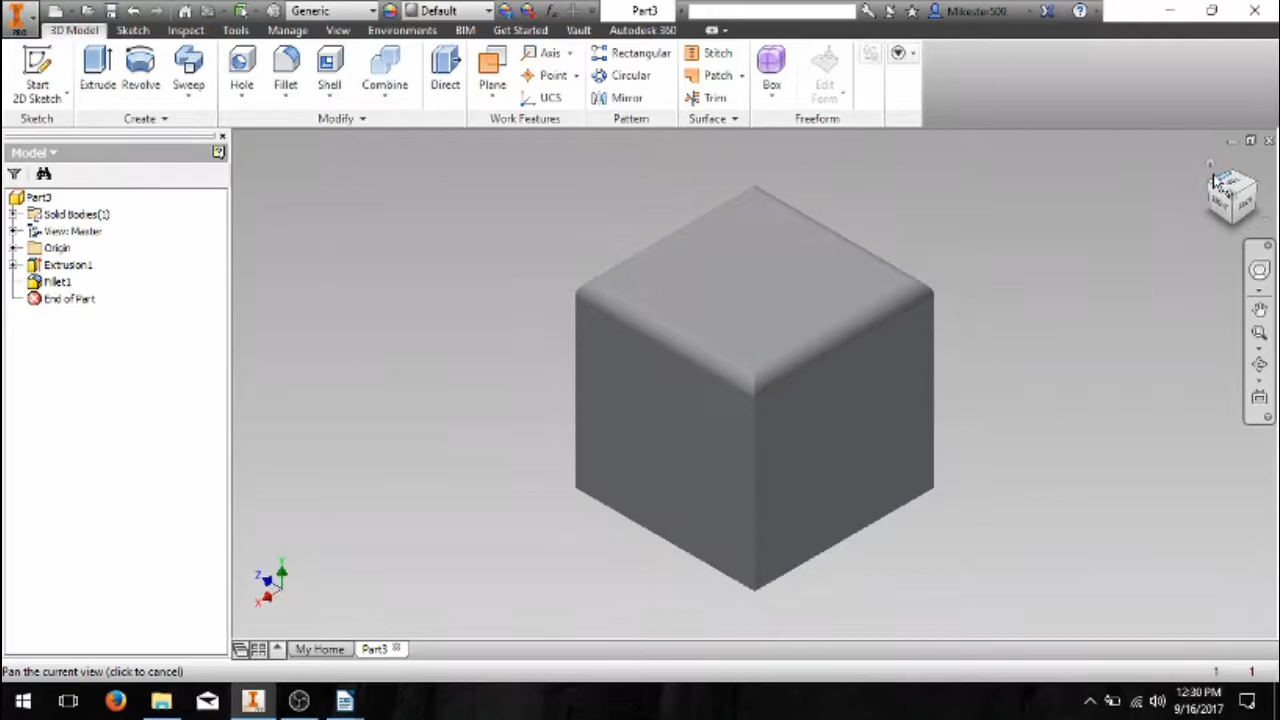 PRO
Generic
Default
Part3
Mikester500
3D Model Sketch Inspect Tools Manage View Environments BIM Get Started Vault Autodesk 360
Start
2D Sketch
Extrude
Revolve
Sweep
Hole
Fillet
Shell
Combine
Direct
Plane
Axis
Point
UCS
Rectangular
Circular
Mirror
Stitch
Patch
Trim
Box
Edit
Form
Sketch
Create
Modify
Work Features
Pattern
Surface
Freeform
Model
Part3
Solid Bodies(1)
View: Master
Origin
Extrusion1
Fillet1
End of Part
Y
Z
X
My Home
Part3
Pan the current view (click to cancel)
1 1
12:30 PM
9/16/2017